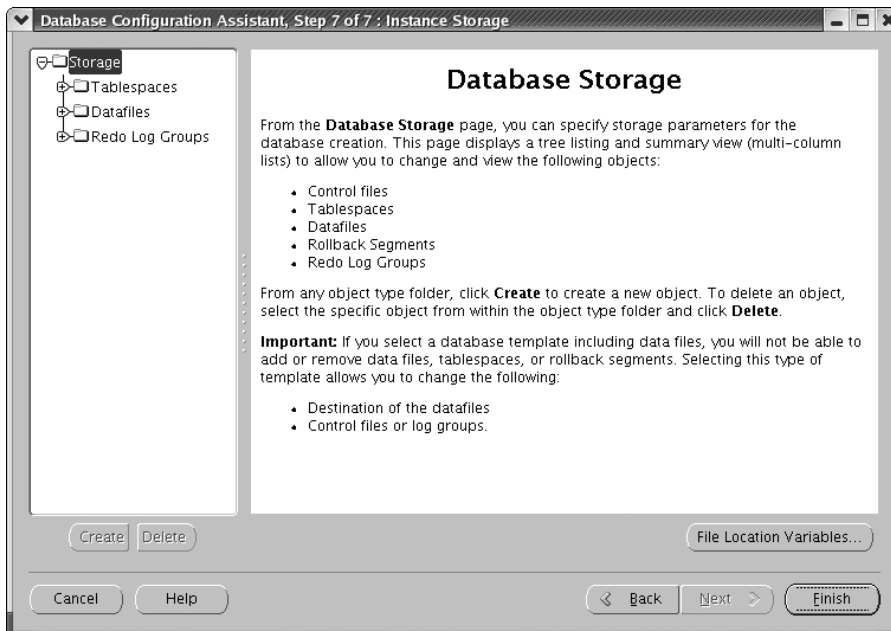 Database Configuration Assistant, Step 7 of 7 : Instance Storage
Storage
Tablespaces
Datafiles
Redo Log Groups
Database Storage
From the Database Storage page, you can specify storage parameters for the
database creation. This page displays a tree listing and summary view (multi-column
lists) to allow you to change and view the following objects:
• Control files
• Tablespaces
• Datafiles
• Rollback Segments
• Redo Log Groups
From any object type folder, click Create to create a new object. To delete an object,
select the specific object from within the object type folder and click Delete.
Important: If you select a database template including data files, you will not be able to
add or remove data files, tablespaces, or rollback segments. Selecting this type of
template allows you to change the following:
• Destination of the datafiles
• Control files or log groups.
Create
Delete
File Location Variables...
Cancel
Help
Back
Next
Finish